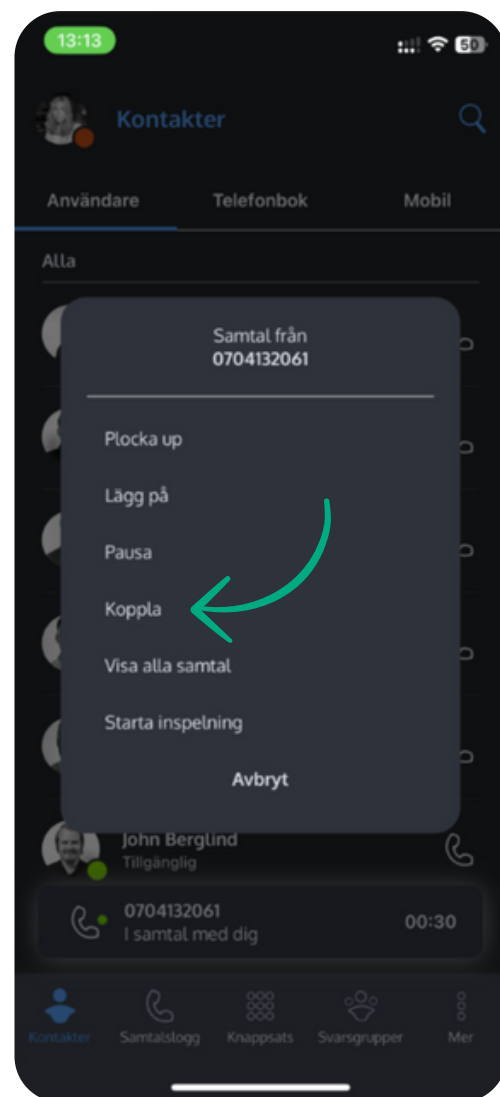 13:13
50
Kontakter
Användare Telefonbok Mobil
Alla
Samtal från
0704132061
Plocka up
Lägg på
Pausa
Koppla
Visa alla samtal
Starta inspelning
Avbryt
John Berglind
Tillgänglig
0704132061
I samtal med dig
00:30
Kontakter Samtalslogg Knappsats Svarsgrupper Mer